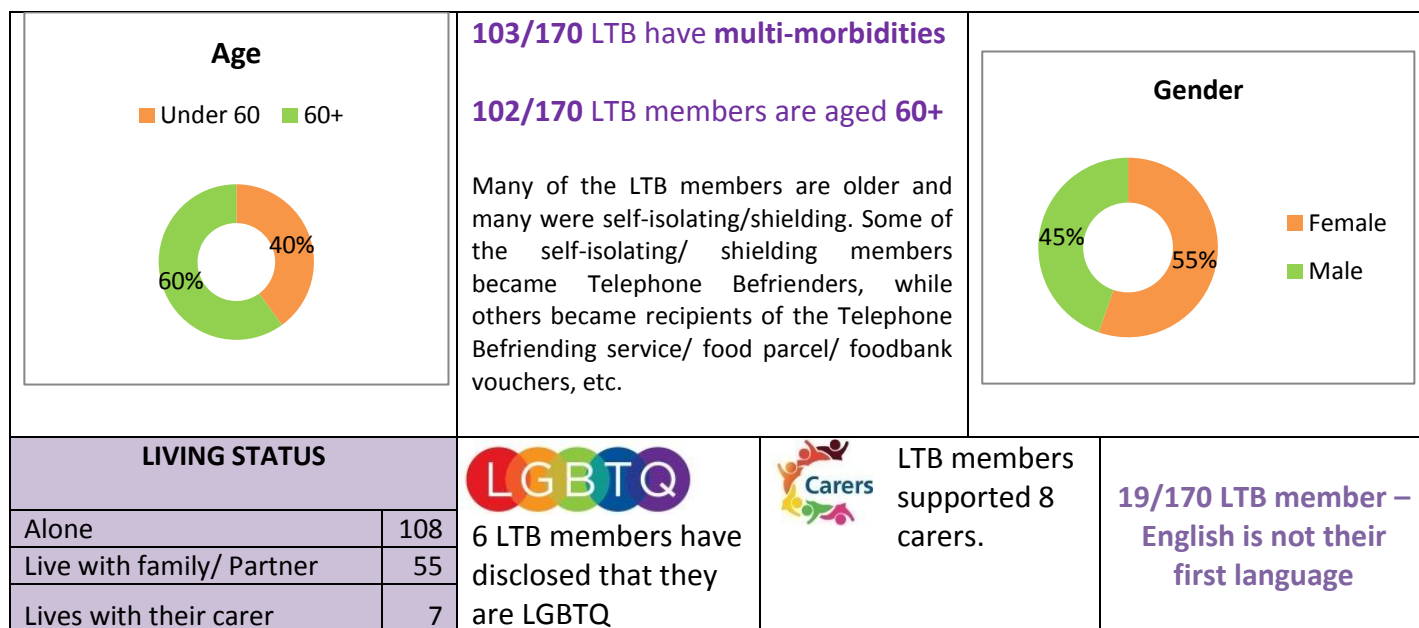 Age
Under 60 60+
40%
60%
103/170 LTB have multi-morbidities
102/170 LTB members are aged 60+
Many of the LTB members are older and
many were self-isolating/shielding. Some of
the self-isolating/ shielding members
became Telephone Befrienders, while
others became recipients of the Telephone
Befriending service/ food parcel/ foodbank
vouchers, etc.
Gender
45%
55%
Female
Male
LIVING STATUS
Alone 108
Live with family/ Partner 55
Lives with their carer 7
LGBTQ
6 LTB members have
disclosed that they
are LGBTQ
Carers
LTB members
supported 8
carers.
19/170 LTB member –
English is not their
first language